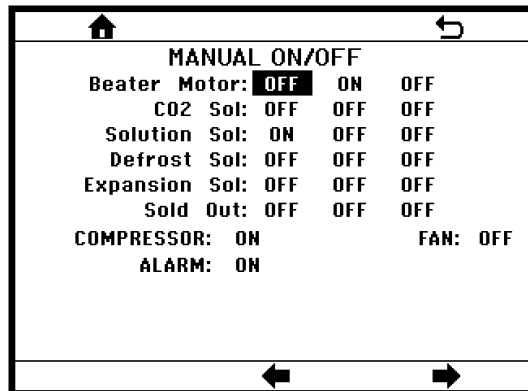 MANUAL ON/OFF
Beater Motor: OFF ON OFF
CO2 Sol: OFF OFF OFF
Solution Sol: ON OFF OFF
Defrost Sol: OFF OFF OFF
Expansion Sol: OFF OFF OFF
Sold Out: OFF OFF OFF
COMPRESSOR: ON FAN: OFF
ALARM: ON